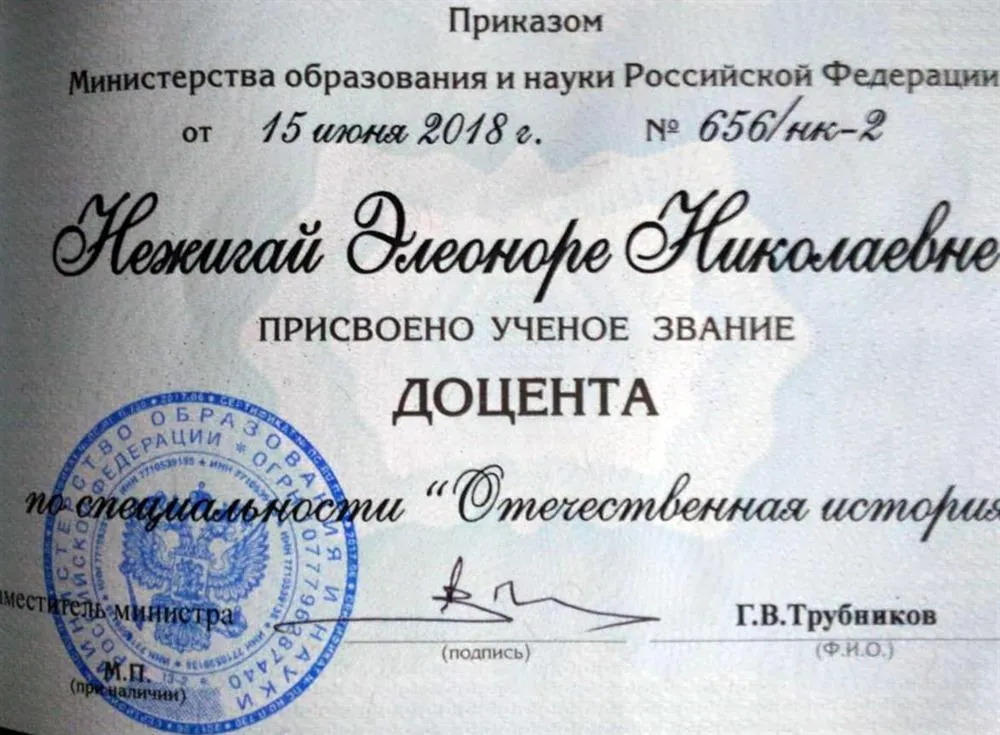 Приказом
Министерства образования и науки Российской Федерации
от 15 июня 2018 г. № 656/нк-2
Нежигай Элеоноре Николаевне
ПРИСВОЕНО УЧЕНОЕ ЗВАНИЕ
ДОЦЕНТА
по специальности “Отечественная история
аместитель министра
Г.В.Трубников
(подпись)
(Ф.И.О.)
М.П.
(при наличии)